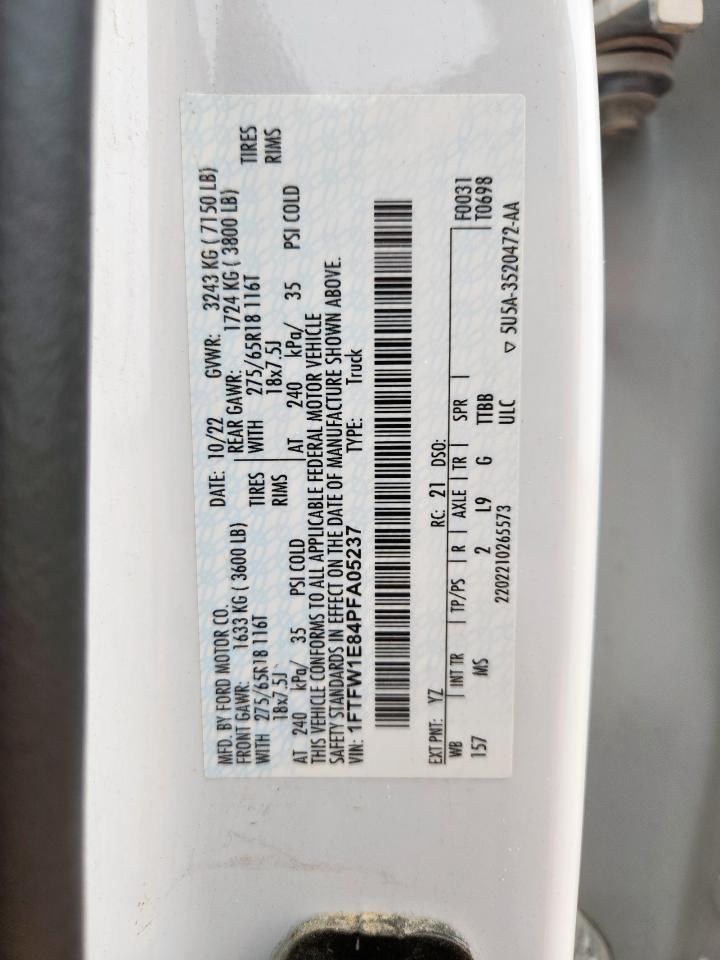 MFD. BY FORD MOTOR CO. DATE: 10/22 GVWR: 3243 KG ( 7150 LB)
FRONT GAWR: 1633 KG ( 3600 LB) REAR GAWR: 1724 KG ( 3800 LB)
WITH 275/65R18 116T TIRES WITH 275/65R18 116T TIRES
18x7.5J RIMS 18x7.5J RIMS
AT 240 kPa/ 35 PSI COLD AT 240 kPa/ 35 PSI COLD
THIS VEHICLE CONFORMS TO ALL APPLICABLE FEDERAL MOTOR VEHICLE
SAFETY STANDARDS IN EFFECT ON THE DATE OF MANUFACTURE SHOWN ABOVE.
VIN: 1FTFW1E84PFA05237 TYPE: Truck
EXT PNT: YZ RC: 21 DSO: F0031
WB INT TR TP/PS R AXLE TR SPR T0698
157 MS 2 L9 G TTBB
2202210265573 ULC ▽ 5U5A-3520472-AA